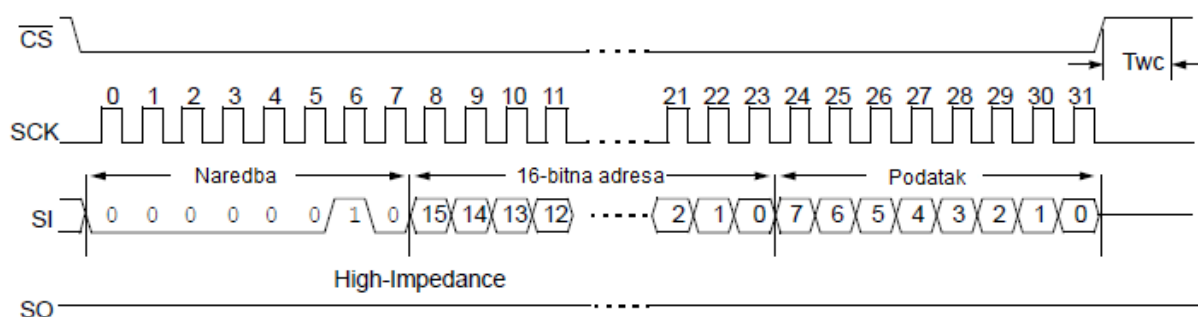 CS
Twc
0 1 2 3 4 5 6 7 8 9 10 11 21 22 23 24 25 26 27 28 29 30 31
SCK
Naredba 16-bitna adresa Podatak
SI 0 0 0 0 0 0 1 0 15 14 13 12 2 1 0 7 6 5 4 3 2 1 0
High-Impedance
SO